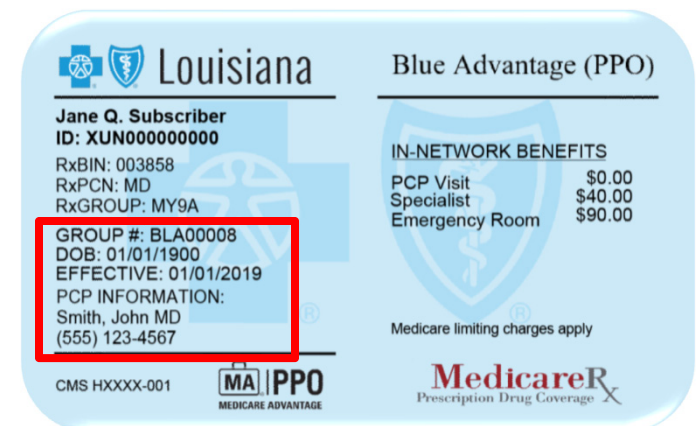 Louisiana
Blue Advantage (PPO)
Jane Q. Subscriber
ID: XUN000000000
RxBIN: 003858
RxPCN: MD
RxGROUP: MY9A
GROUP #: BLA00008
DOB: 01/01/1900
EFFECTIVE: 01/01/2019
PCP INFORMATION:
Smith, John MD
(555) 123-4567
CMS HXXXX-001
MA PPO
MEDICARE ADVANTAGE
IN-NETWORK BENEFITS
PCP Visit $0.00
Specialist $40.00
Emergency Room $90.00
Medicare limiting charges apply
MedicareRx
Prescription Drug Coverage